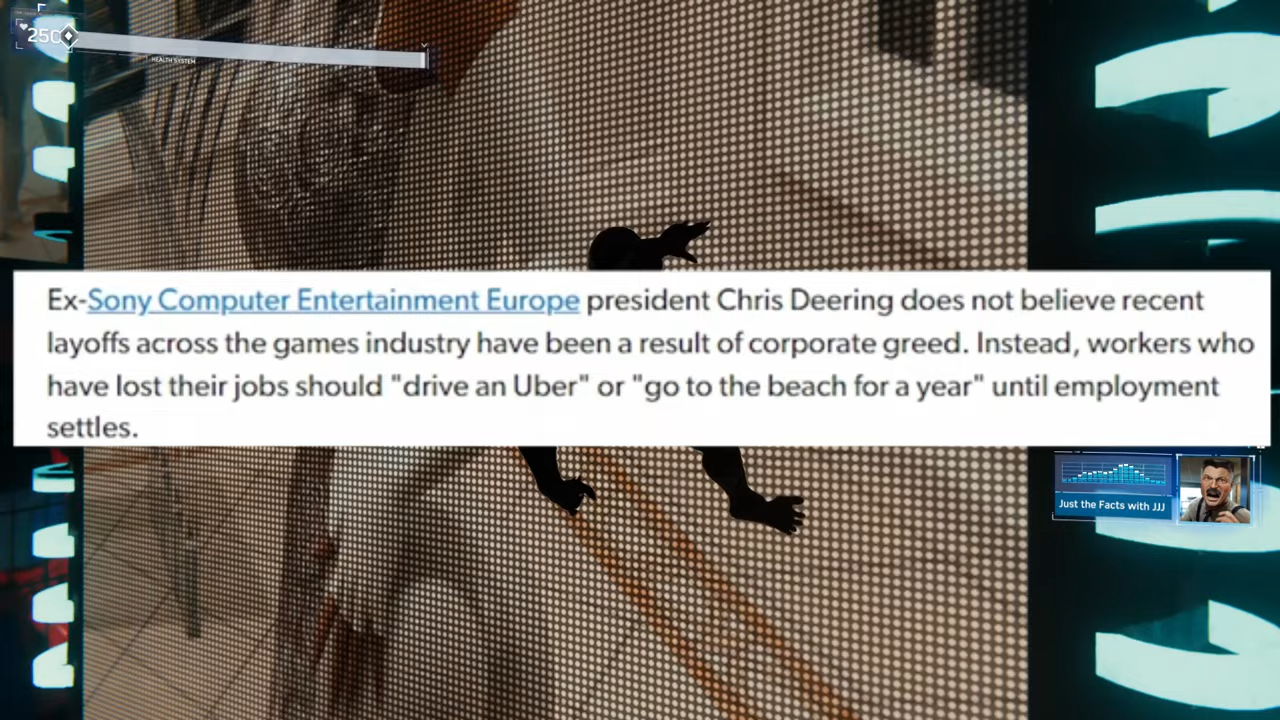 250
HEALTH SYSTEM
Ex-Sony Computer Entertainment Europe president Chris Deering does not believe recent
layoffs across the games industry have been a result of corporate greed. Instead, workers who
have lost their jobs should "drive an Uber" or "go to the beach for a year" until employment
settles.
Just the Facts with JJJ